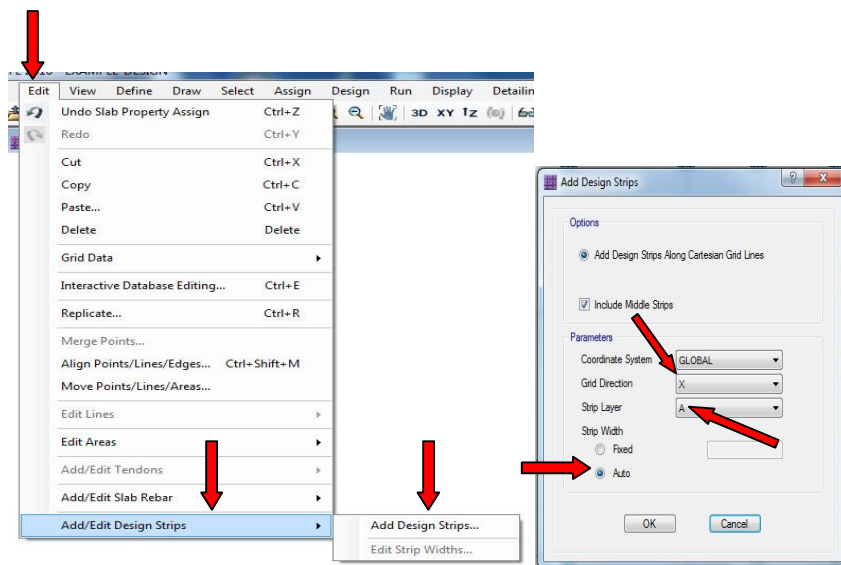 EXAMPLE DESIGN
Edit View Define Draw Select Assign Design Run Display Detailin
3D XY
Undo Slab Property Assign Ctrl+Z
Redo Ctrl+Y
Cut Ctrl+X
Copy Ctrl+C
Paste... Ctrl+V
Delete Delete
Grid Data
Interactive Database Editing... Ctrl+E
Replicate... Ctrl+R
Merge Points...
Align Points/Lines/Edges... Ctrl+Shift+M
Move Points/Lines/Areas...
Edit Lines
Edit Areas
Add/Edit Tendons
Add/Edit Slab Rebar
Add/Edit Design Strips
Add Design Strips...
Edit Strip Widths...
Add Design Strips
Options
Add Design Strips Along Cartesian Grid Lines
Include Middle Strips
Parameters
Coordinate System GLOBAL
Grid Direction X
Strip Layer A
Strip Width
Fixed
Auto
OK Cancel